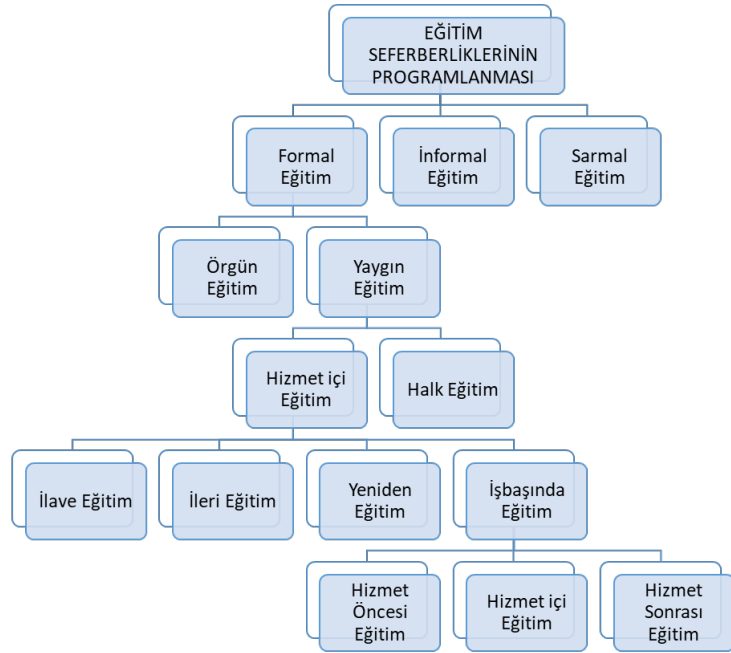 EĞİTİM
SEFERBERLİKLERİNİN
PROGRAMLANMASI
Formal
Eğitim
İnformal
Eğitim
Sarmal
Eğitim
Örgün
Eğitim
Yaygın
Eğitim
Hizmet içi
Eğitim
Halk Eğitim
İlave Eğitim
İleri Eğitim
Yeniden
Eğitim
İşbaşında
Eğitim
Hizmet
Öncesi
Eğitim
Hizmet içi
Eğitim
Hizmet
Sonrası
Eğitim